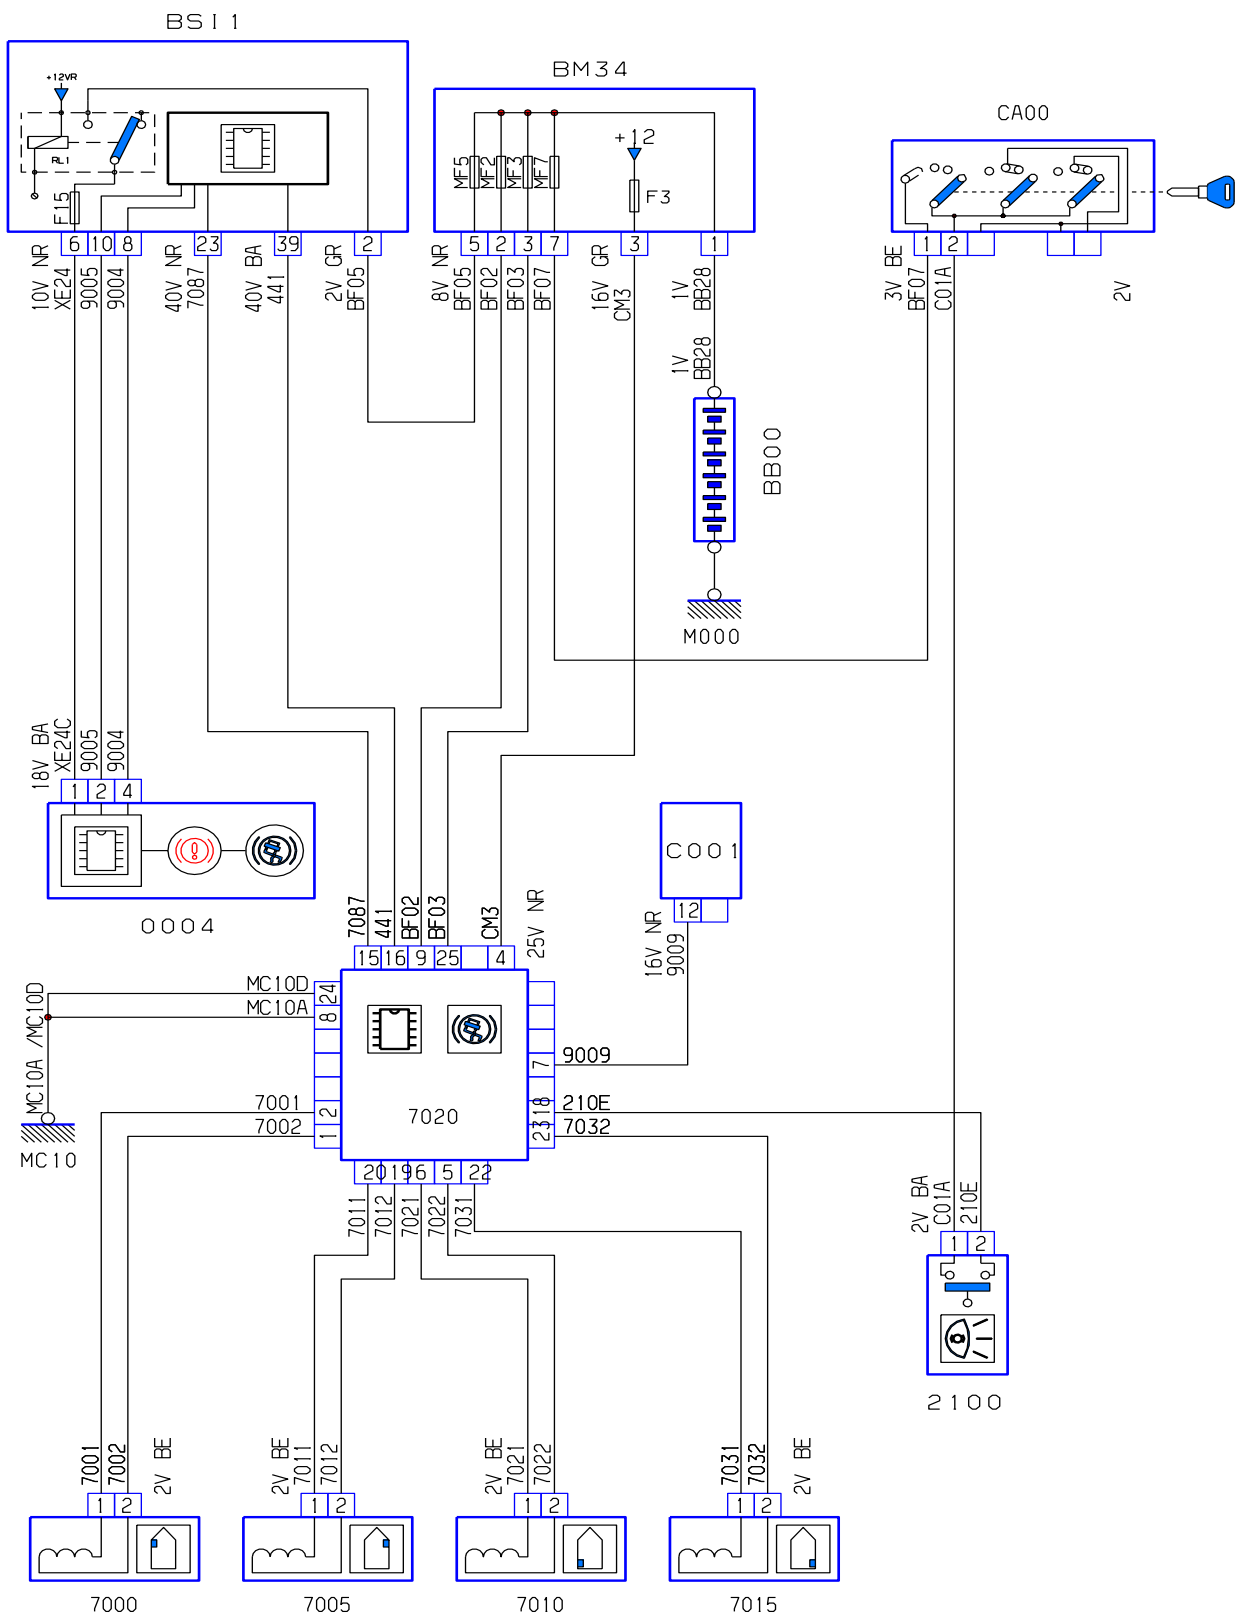 BSI1
BM34
CA00
+12VR
+12
RL1
F15
MF5
MF2
MF3
MF7
F3
6 10 8 23 39 2
5 2 3 7 3 1
1 2
10V NR
XE24
9005
9004
40V NR
7087
40V BA
441
2V GR
BF05
8V NR
BF05
BF02
BF03
BF07
16V GR
CM3
1V
BB28
3V BE
BF07
C01A
2V
1V
BB28
BB00
M000
18V BA
XE24C
9005
9004
1 2 4
C001
0004
12
7087
441
BF02
BF03
CM3
25V NR
16V NR
9009
15 16 9 25 4
MC10D
24
MC10A
8
MC10A /MC10D
7 9009
7001
2
7020
18 210E
7002
1
23 7032
MC10
20 19 6 5 22
7011
7012
7021
7022
7031
2V BA
C01A
210E
1 2
2100
7001
7002
2V BE
2V BE
7011
7012
2V BE
7021
7022
7031
7032
2V BE
1 2
1 2
1 2
1 2
7000
7005
7010
7015